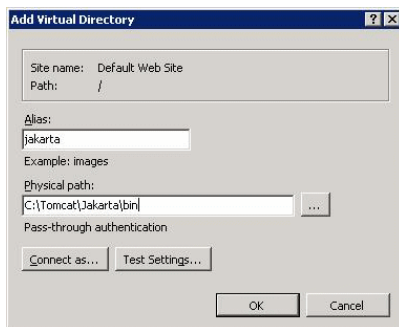 Add Virtual Directory
Site name: Default Web Site
Path: /
Alias:
jakarta
Example: images
Physical path:
C:\Tomcat\Jakarta\bin
...
Pass-through authentication
Connect as... Test Settings...
OK Cancel